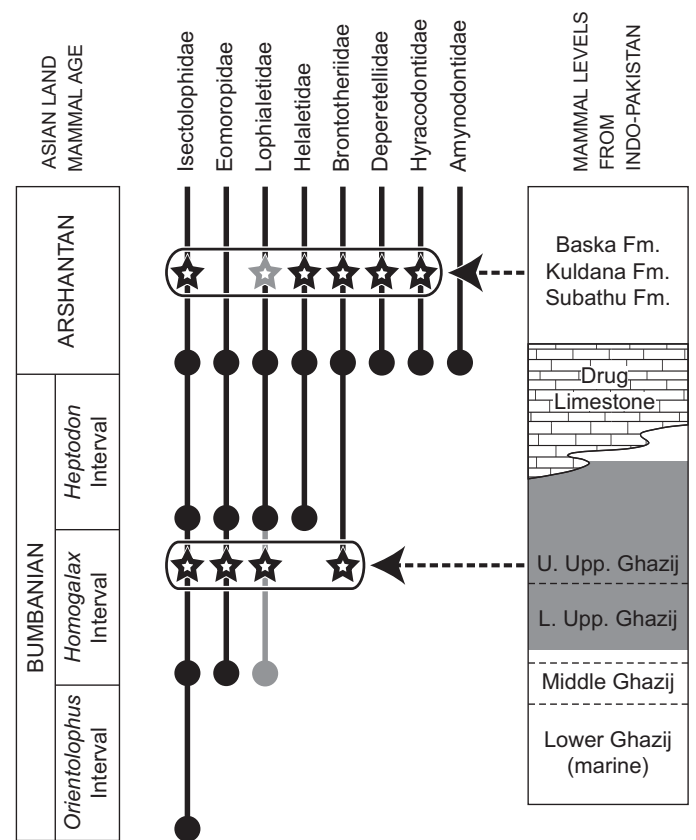 ASIAN LAND
MAMMAL AGE
Isectolophidae
Eomoropidae
Lophialetidae
Helaletidae
Brontotheriidae
Deperetellidae
Hyracodontidae
Amynodontidae
MAMMAL LEVELS
FROM
INDO-PAKISTAN
ARSHANTAN
BUMBANIAN
Heptodon
Interval
Homogalax
Interval
Orientolophus
Interval
Baska Fm.
Kuldana Fm.
Subathu Fm.
Drug
Limestone
U. Upp. Ghazij
L. Upp. Ghazij
Middle Ghazij
Lower Ghazij
(marine)